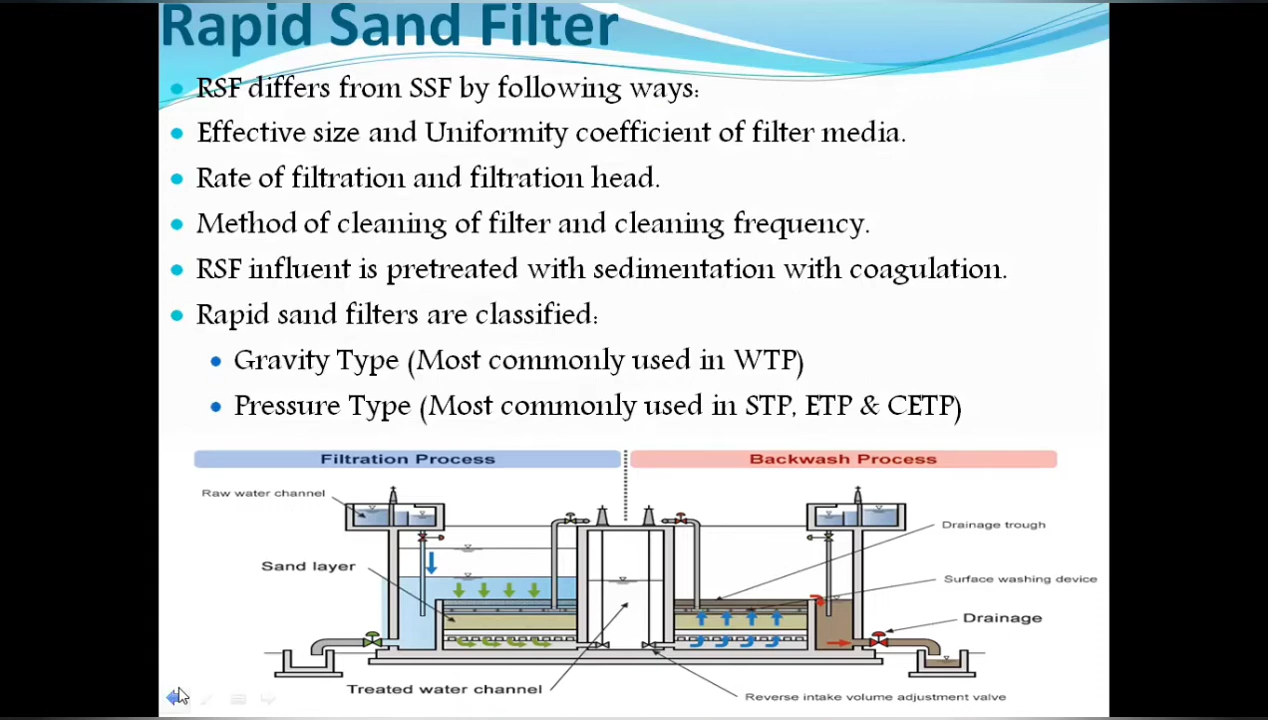 Rapid Sand Filter
RSF differs from SSF by following ways:
Effective size and Uniformity coefficient of filter media.
Rate of filtration and filtration head.
Method of cleaning of filter and cleaning frequency.
RSF influent is pretreated with sedimentation with coagulation.
Rapid sand filters are classified:
Gravity Type (Most commonly used in WTP)
Pressure Type (Most commonly used in STP, ETP & CETP)
Filtration Process
Backwash Process
Raw water channel
Drainage trough
Sand layer
Surface washing device
Drainage
Treated water channel
Reverse intake volume adjustment valve